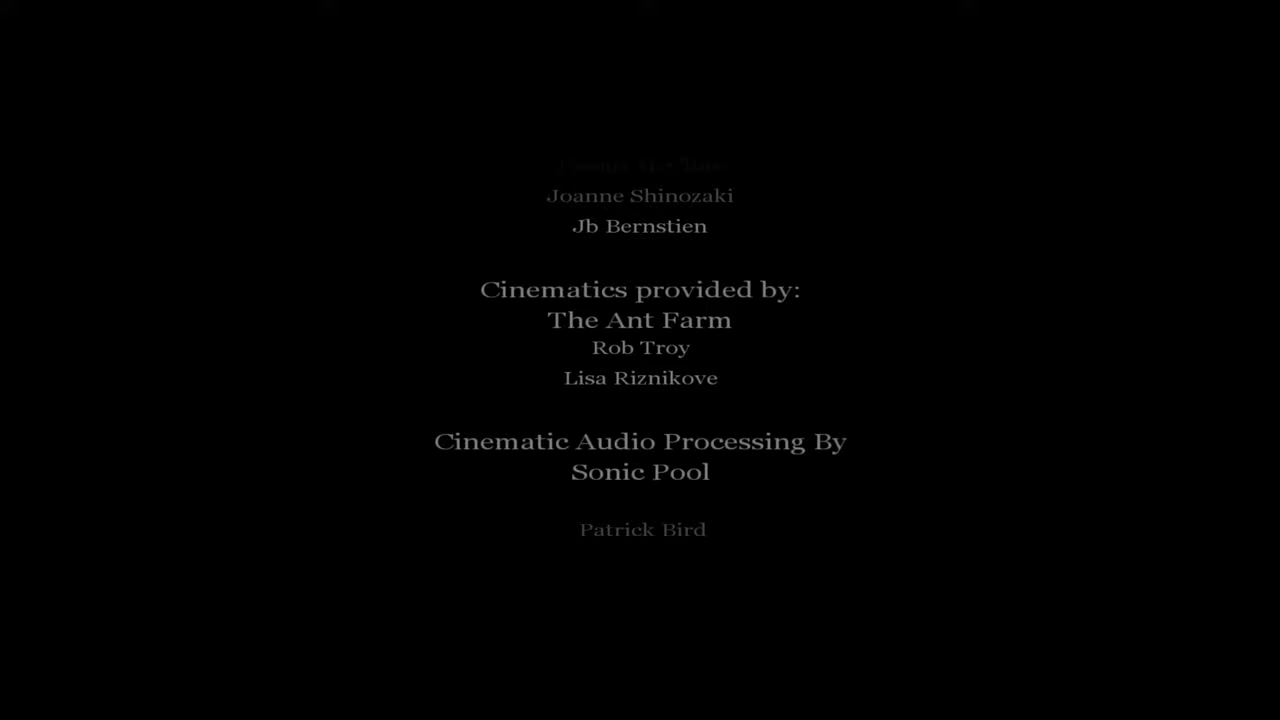 Joanne Shinozaki
Jb Bernstien
Cinematics provided by:
The Ant Farm
Rob Troy
Lisa Riznikove
Cinematic Audio Processing By
Sonic Pool
Patrick Bird